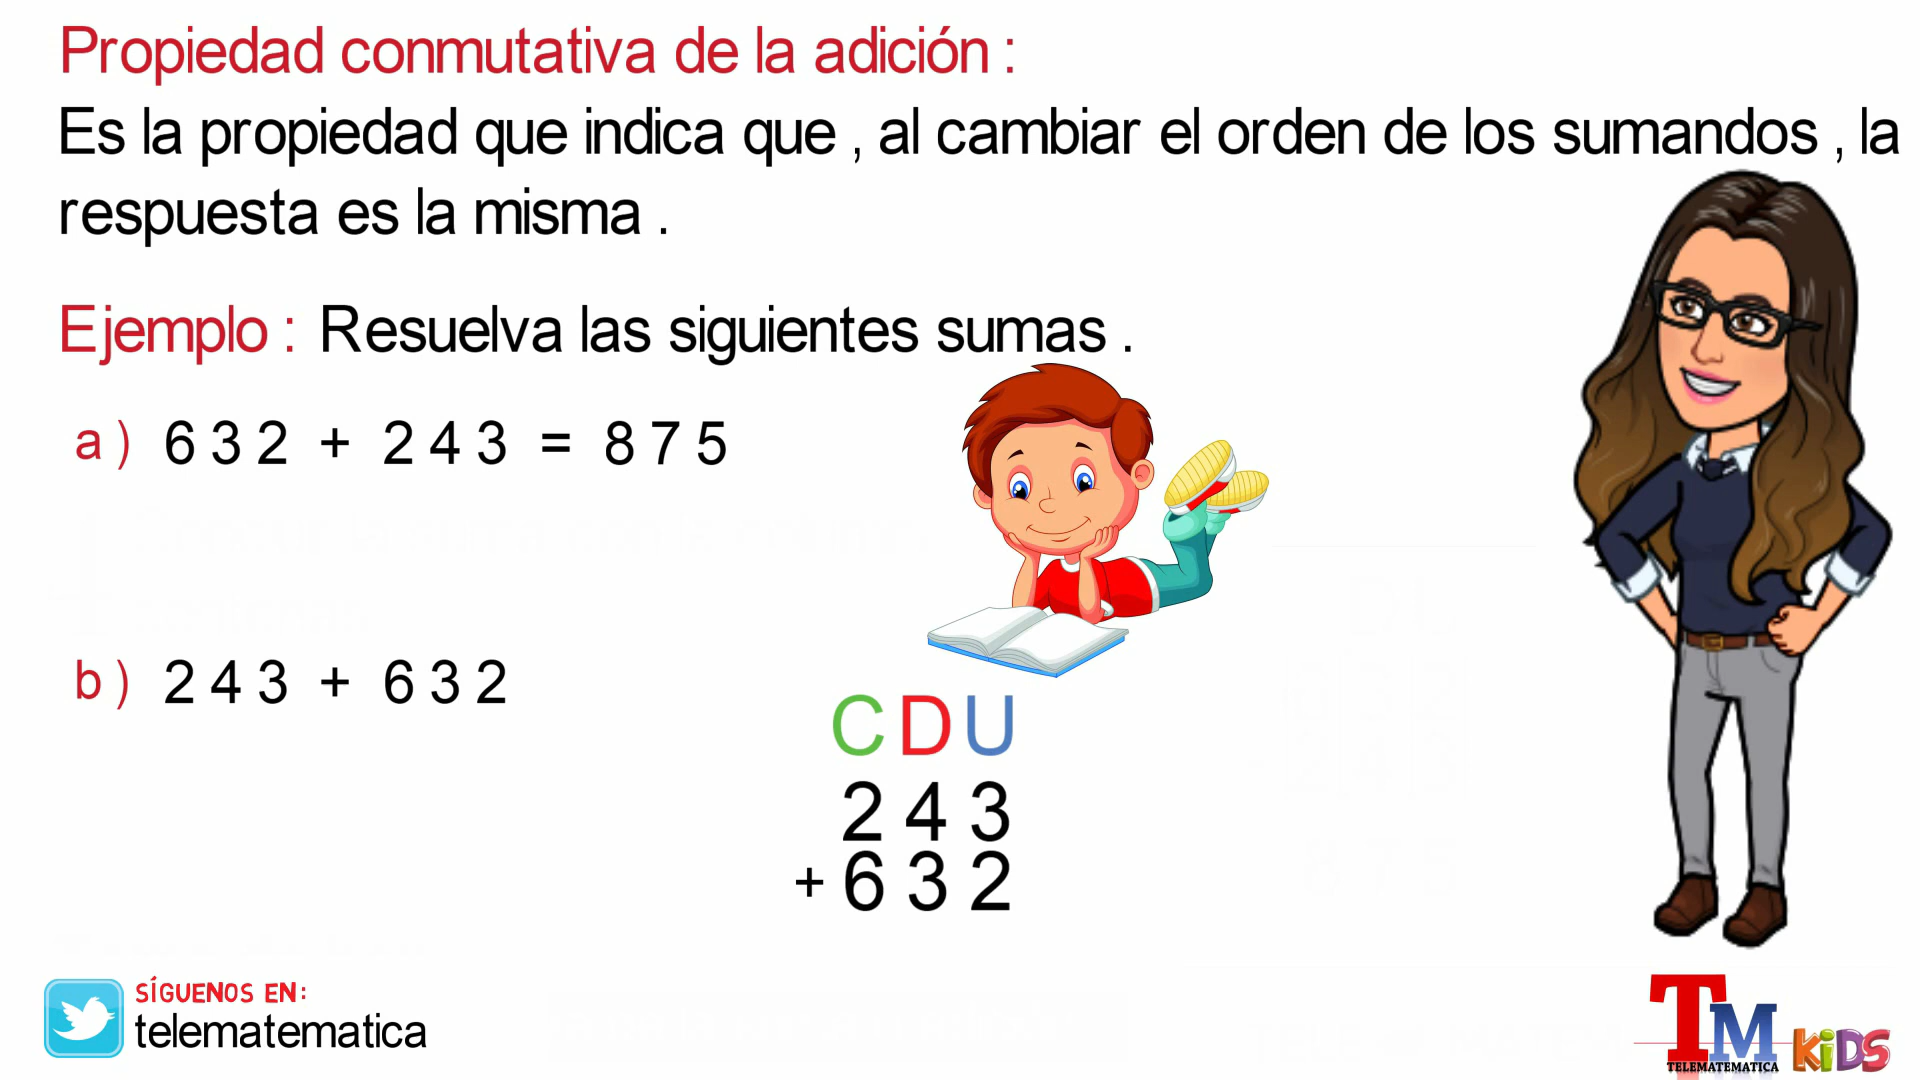 Propiedad conmutativa de la adición :
Es la propiedad que indica que , al cambiar el orden de los sumandos , la
respuesta es la misma .
Ejemplo : Resuelva las siguientes sumas .
a ) 6 3 2 + 2 4 3 = 8 7 5
b ) 2 4 3 + 6 3 2
C D U
2 4 3
+ 6 3 2
SÍGUENOS EN:
telematematica
TM KiDS
TELEMATEMATICA